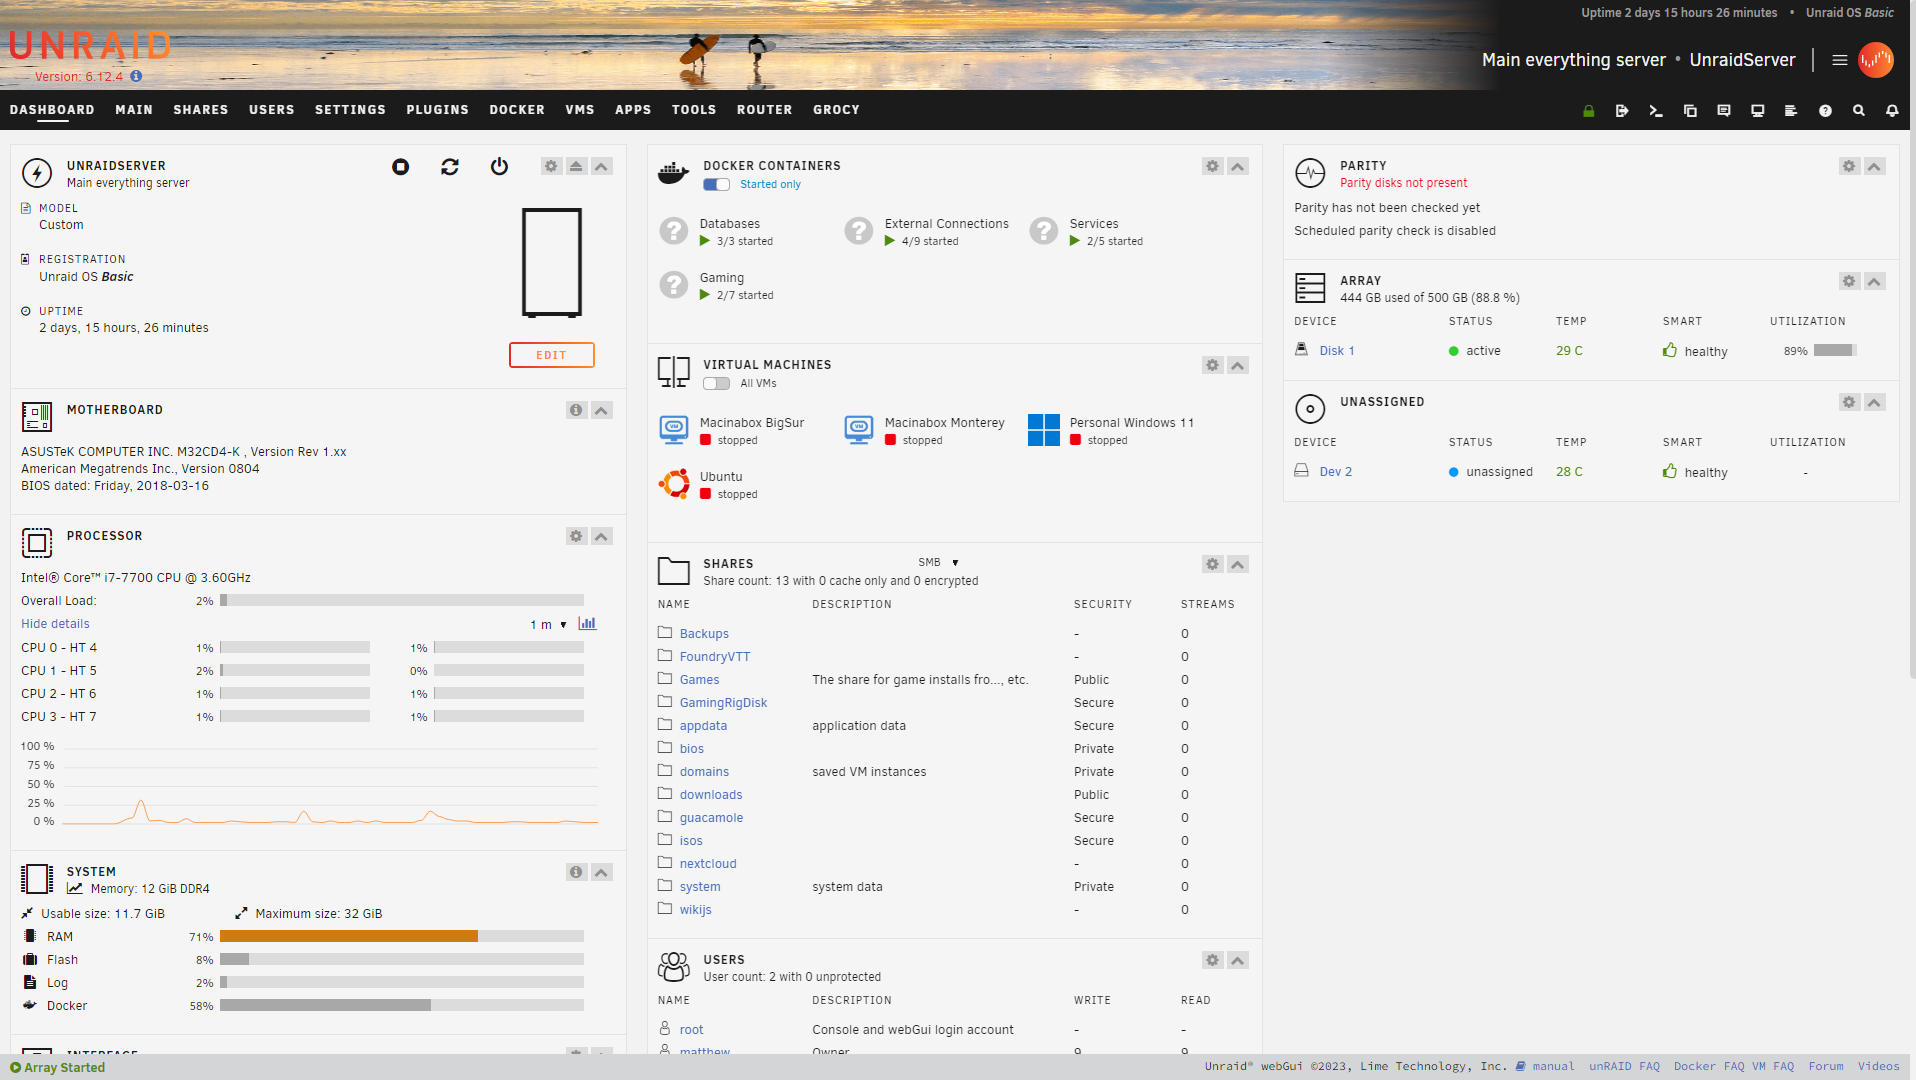 Uptime 2 days 15 hours 26 minutes • Unraid OS Basic
UNRAID
Version: 6.12.4
Main everything server • UnraidServer
DASHBOARD MAIN SHARES USERS SETTINGS PLUGINS DOCKER VMS APPS TOOLS ROUTER GROCY
UNRAIDSERVER
Main everything server
MODEL
Custom
REGISTRATION
Unraid OS Basic
UPTIME
2 days, 15 hours, 26 minutes
EDIT
MOTHERBOARD
ASUSTeK COMPUTER INC. M32CD4-K , Version Rev 1.xx
American Megatrends Inc., Version 0804
BIOS dated: Friday, 2018-03-16
PROCESSOR
Intel® Core™ i7-7700 CPU @ 3.60GHz
Overall Load: 2%
Hide details 1 m
CPU 0 - HT 4 1% 1%
CPU 1 - HT 5 2% 0%
CPU 2 - HT 6 1% 1%
CPU 3 - HT 7 1% 1%
100 %
75 %
50 %
25 %
0 %
SYSTEM
Memory: 12 GiB DDR4
Usable size: 11.7 GiB Maximum size: 32 GiB
RAM 71%
Flash 8%
Log 2%
Docker 58%
INTERFACE
DOCKER CONTAINERS
Started only
Databases External Connections Services
3/3 started 4/9 started 2/5 started
Gaming
2/7 started
VIRTUAL MACHINES
All VMs
Macinabox BigSur Macinabox Monterey Personal Windows 11
stopped stopped stopped
Ubuntu
stopped
SHARES SMB
Share count: 13 with 0 cache only and 0 encrypted
NAME DESCRIPTION SECURITY STREAMS
Backups - 0
FoundryVTT - 0
Games The share for game installs fro..., etc. Public 0
GamingRigDisk Secure 0
appdata application data Secure 0
bios Private 0
domains saved VM instances Private 0
downloads Public 0
guacamole Secure 0
isos Secure 0
nextcloud - 0
system system data Private 0
wikijs - 0
USERS
User count: 2 with 0 unprotected
NAME DESCRIPTION WRITE READ
root Console and webGui login account - -
matthew Owner 9 9
PARITY
Parity disks not present
Parity has not been checked yet
Scheduled parity check is disabled
ARRAY
444 GB used of 500 GB (88.8 %)
DEVICE STATUS TEMP SMART UTILIZATION
Disk 1 active 29 C healthy 89%
UNASSIGNED
DEVICE STATUS TEMP SMART UTILIZATION
Dev 2 unassigned 28 C healthy -
Array Started
Unraid® webGui ©2023, Lime Technology, Inc. manual unRAID FAQ Docker FAQ VM FAQ Forum Videos